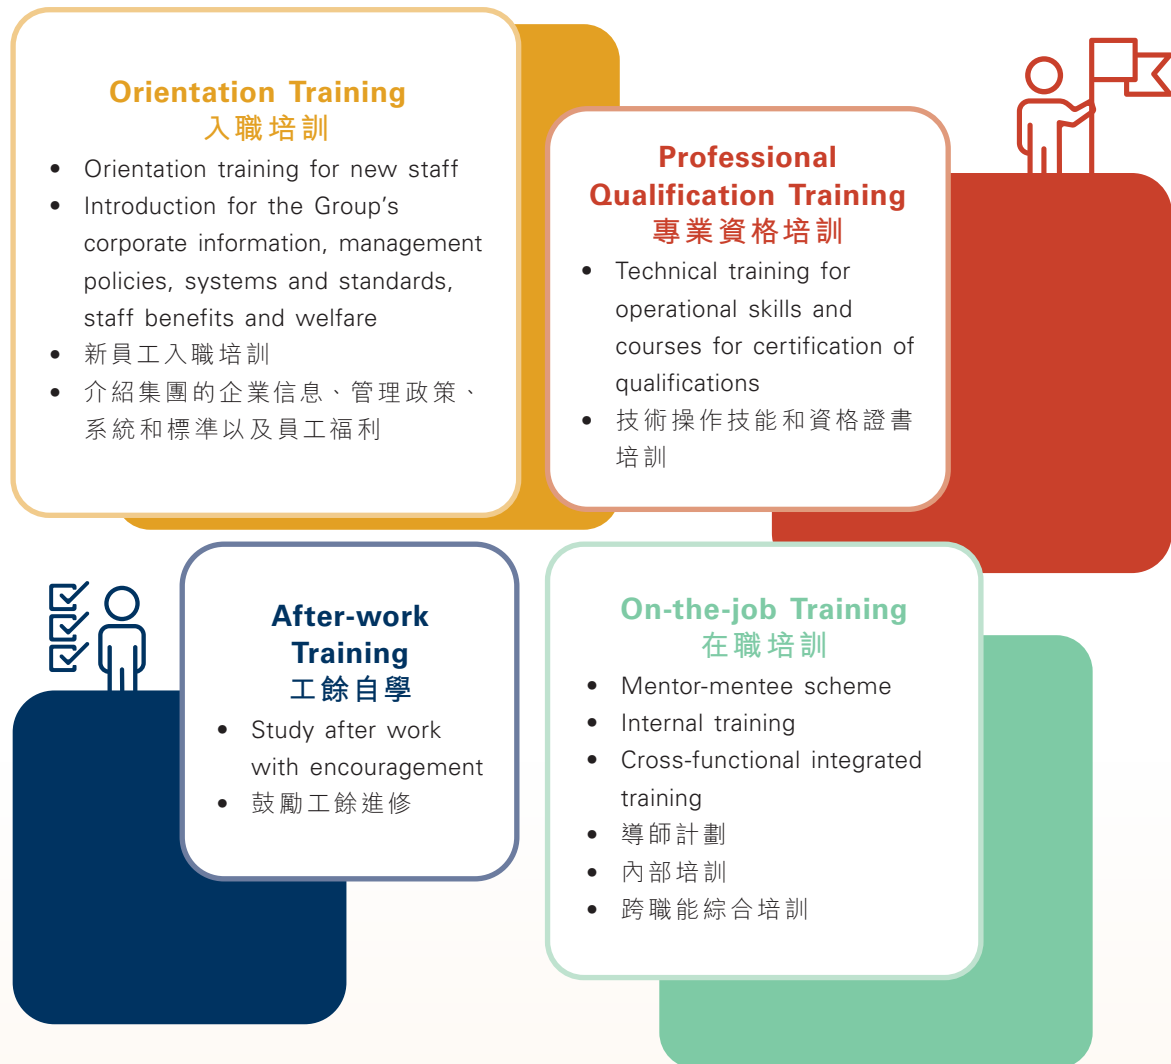 Orientation Training
入職培訓
• Orientation training for new staff
• Introduction for the Group's
corporate information, management
policies, systems and standards,
staff benefits and welfare
• 新員工入職培訓
• 介紹集團的企業信息、管理政策、
系統和標準以及員工福利
Professional
Qualification Training
專業資格培訓
• Technical training for
operational skills and
courses for certification of
qualifications
• 技術操作技能和資格證書
培訓
After-work
Training
工餘自學
• Study after work
with encouragement
• 鼓勵工餘進修
On-the-job Training
在職培訓
• Mentor-mentee scheme
• Internal training
• Cross-functional integrated
training
• 導師計劃
• 內部培訓
• 跨職能綜合培訓